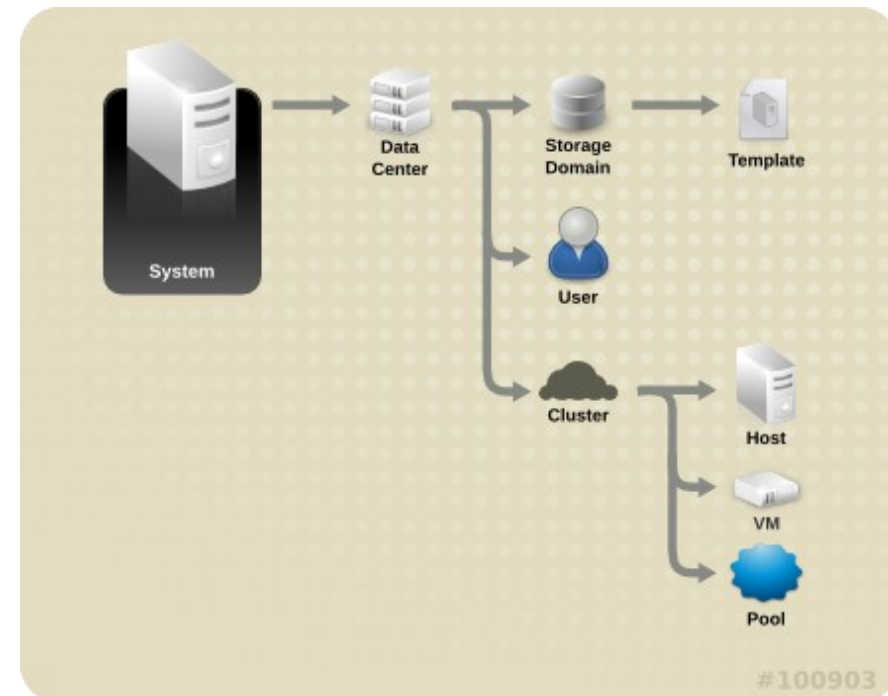 System
Data
Center
Storage
Domain
Template
User
Cluster
Host
VM
Pool
#100903